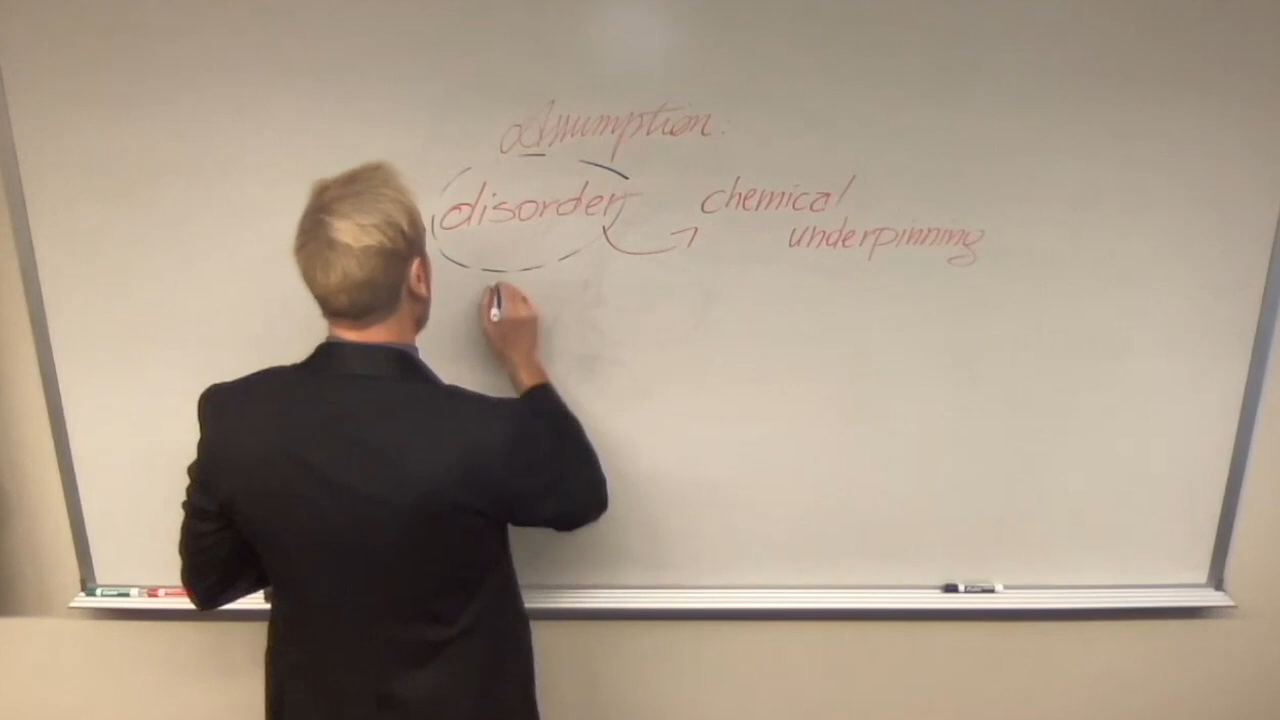 assumption:
disorder chemical
underpinning